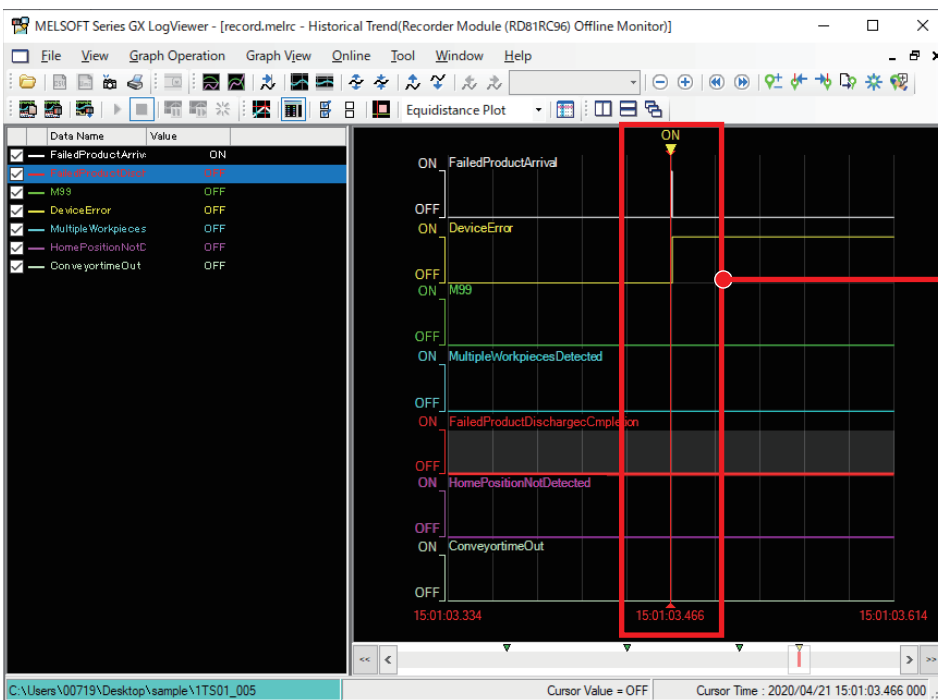 MELSOFT Series GX LogViewer - [record.melrc - Historical Trend(Recorder Module (RD81RC96) Offline Monitor)]
File View Graph Operation Graph View Online Tool Window Help
Equidistance Plot
Data Name Value
FailedProductArriv ON
OFF
M99 OFF
DeviceError OFF
MultipleWorkpieces OFF
HomePositionNotD OFF
ConveyortimeOut OFF
ON
ON FailedProductArrival
OFF
ON DeviceError
OFF
ON M99
OFF
ON MultipleWorkpiecesDetected
OFF
ON FailedProductDischargecCmpletion
OFF
ON HomePositionNotDetected
OFF
ON ConveyortimeOut
OFF
15:01:03.334 15:01:03.466 15:01:03.614
<< < > >>
C:\Users\00719\Desktop\sample\1TS01_005 Cursor Value = OFF Cursor Time : 2020/04/21 15:01:03.466 000